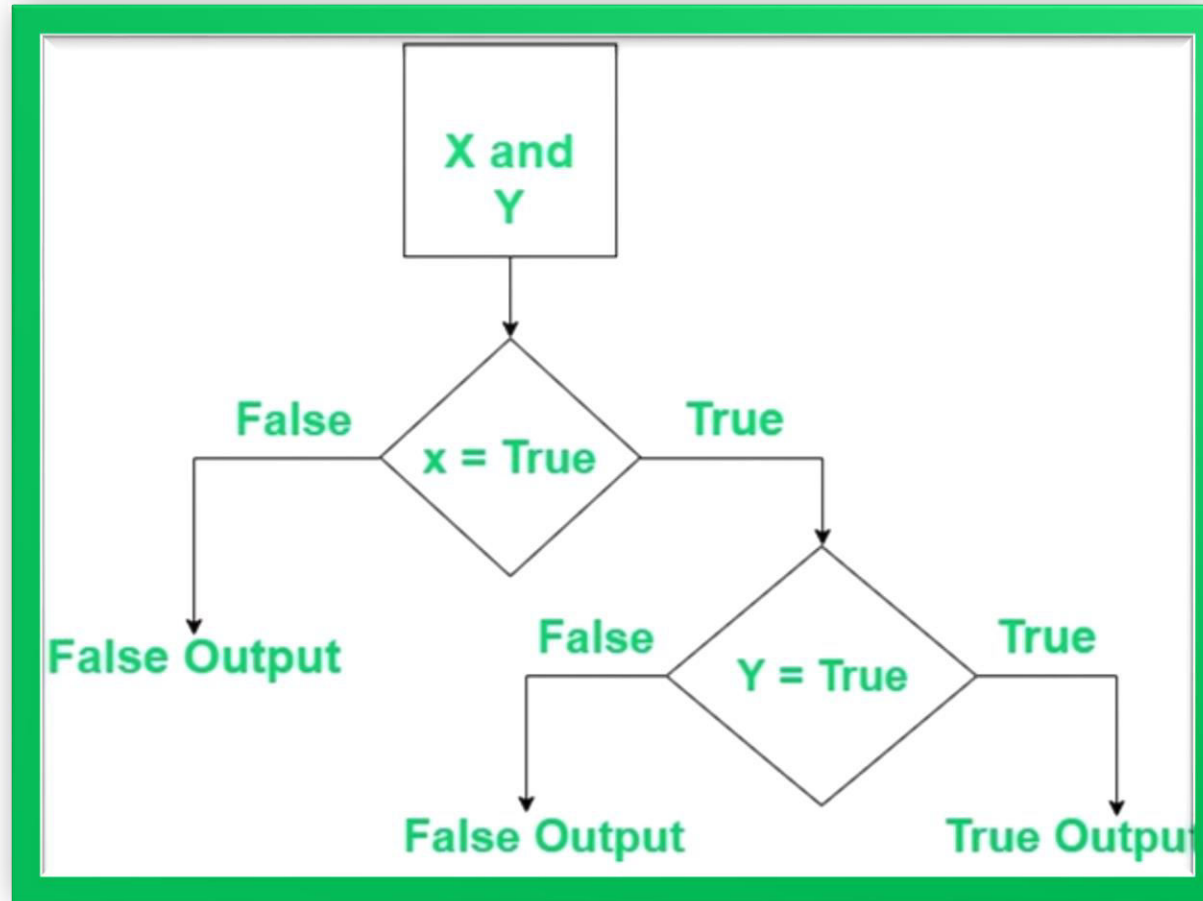 X and
Y
False
True
x = True
False Output
False
True
Y = True
False Output
True Outpu